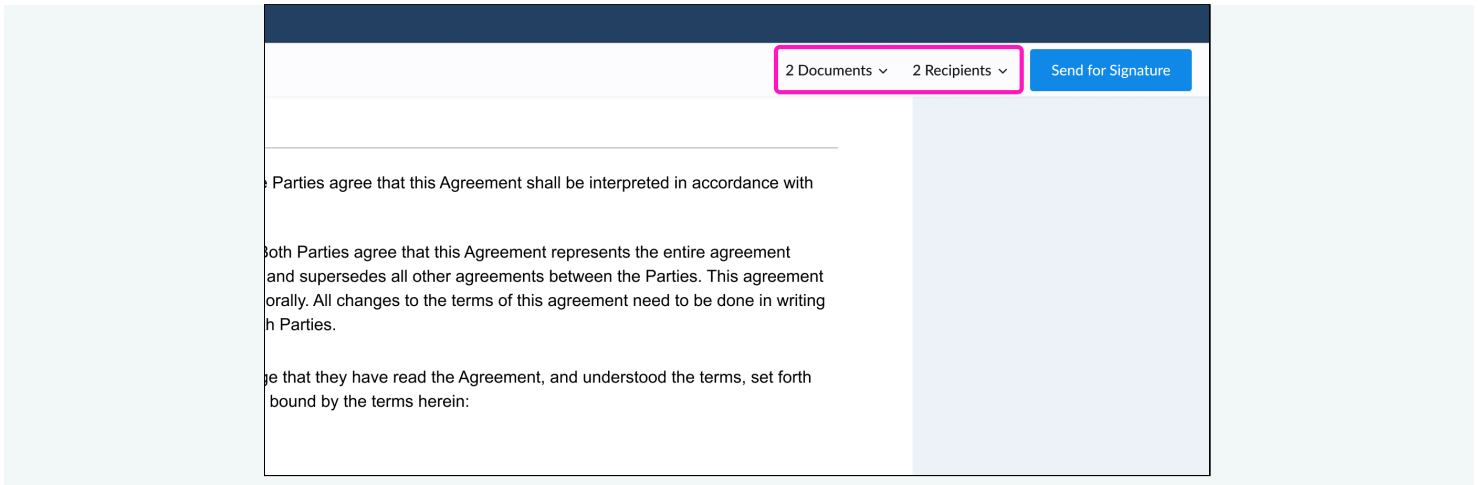 2 Documents 2 Recipients Send for Signature
Parties agree that this Agreement shall be interpreted in accordance with
Both Parties agree that this Agreement represents the entire agreement
and supersedes all other agreements between the Parties. This agreement
orally. All changes to the terms of this agreement need to be done in writing
h Parties.
ge that they have read the Agreement, and understood the terms, set forth
bound by the terms herein: